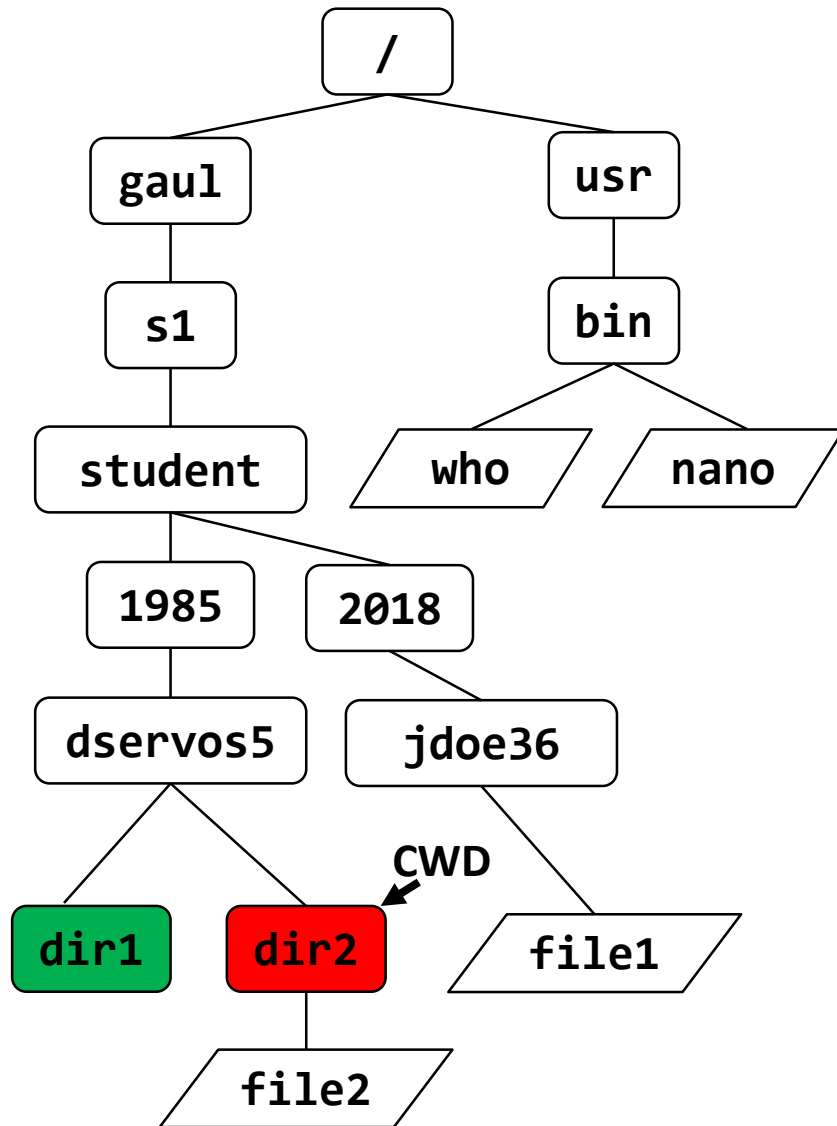 /
gaul
usr
s1
bin
student
who
nano
1985
2018
dservos5
jdoe36
CWD
dir1
dir2
file1
file2